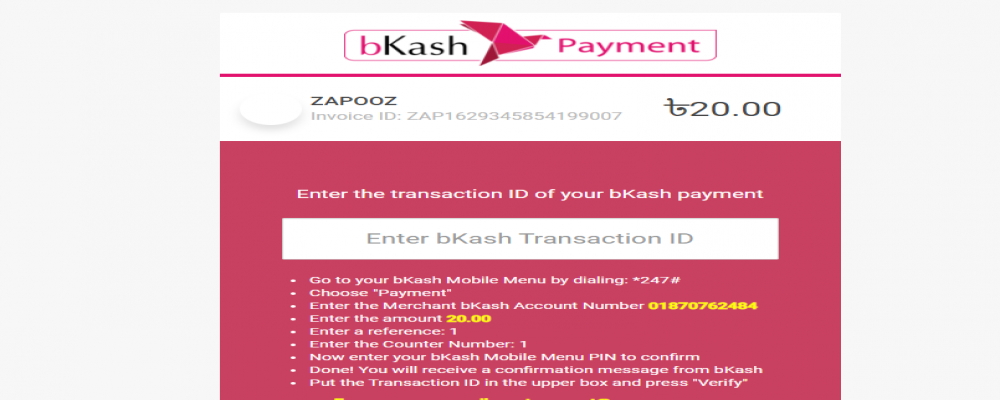 bKash Payment
ZAPOOZ
Invoice ID: ZAP1629345854199007
৳20.00
Enter the transaction ID of your bKash payment
Enter bKash Transaction ID
• Go to your bKash Mobile Menu by dialing: *247#
• Choose "Payment"
• Enter the Merchant bKash Account Number 01870762484
• Enter the amount 20.00
• Enter a reference: 1
• Enter the Counter Number: 1
• Now enter your bKash Mobile Menu PIN to confirm
• Done! You will receive a confirmation message from bKash
• Put the Transaction ID in the upper box and press "Verify"